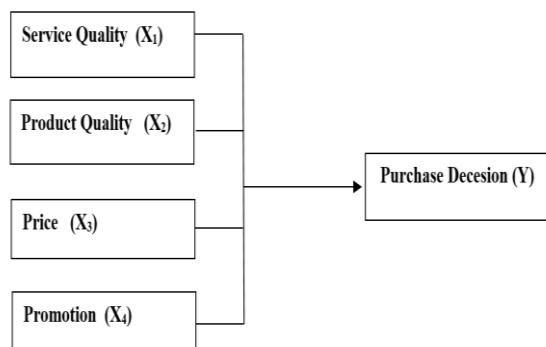 Service Quality (X₁)
Product Quality (X₂)
Price (X₃)
Promotion (X₄)
Purchase Decesion (Y)